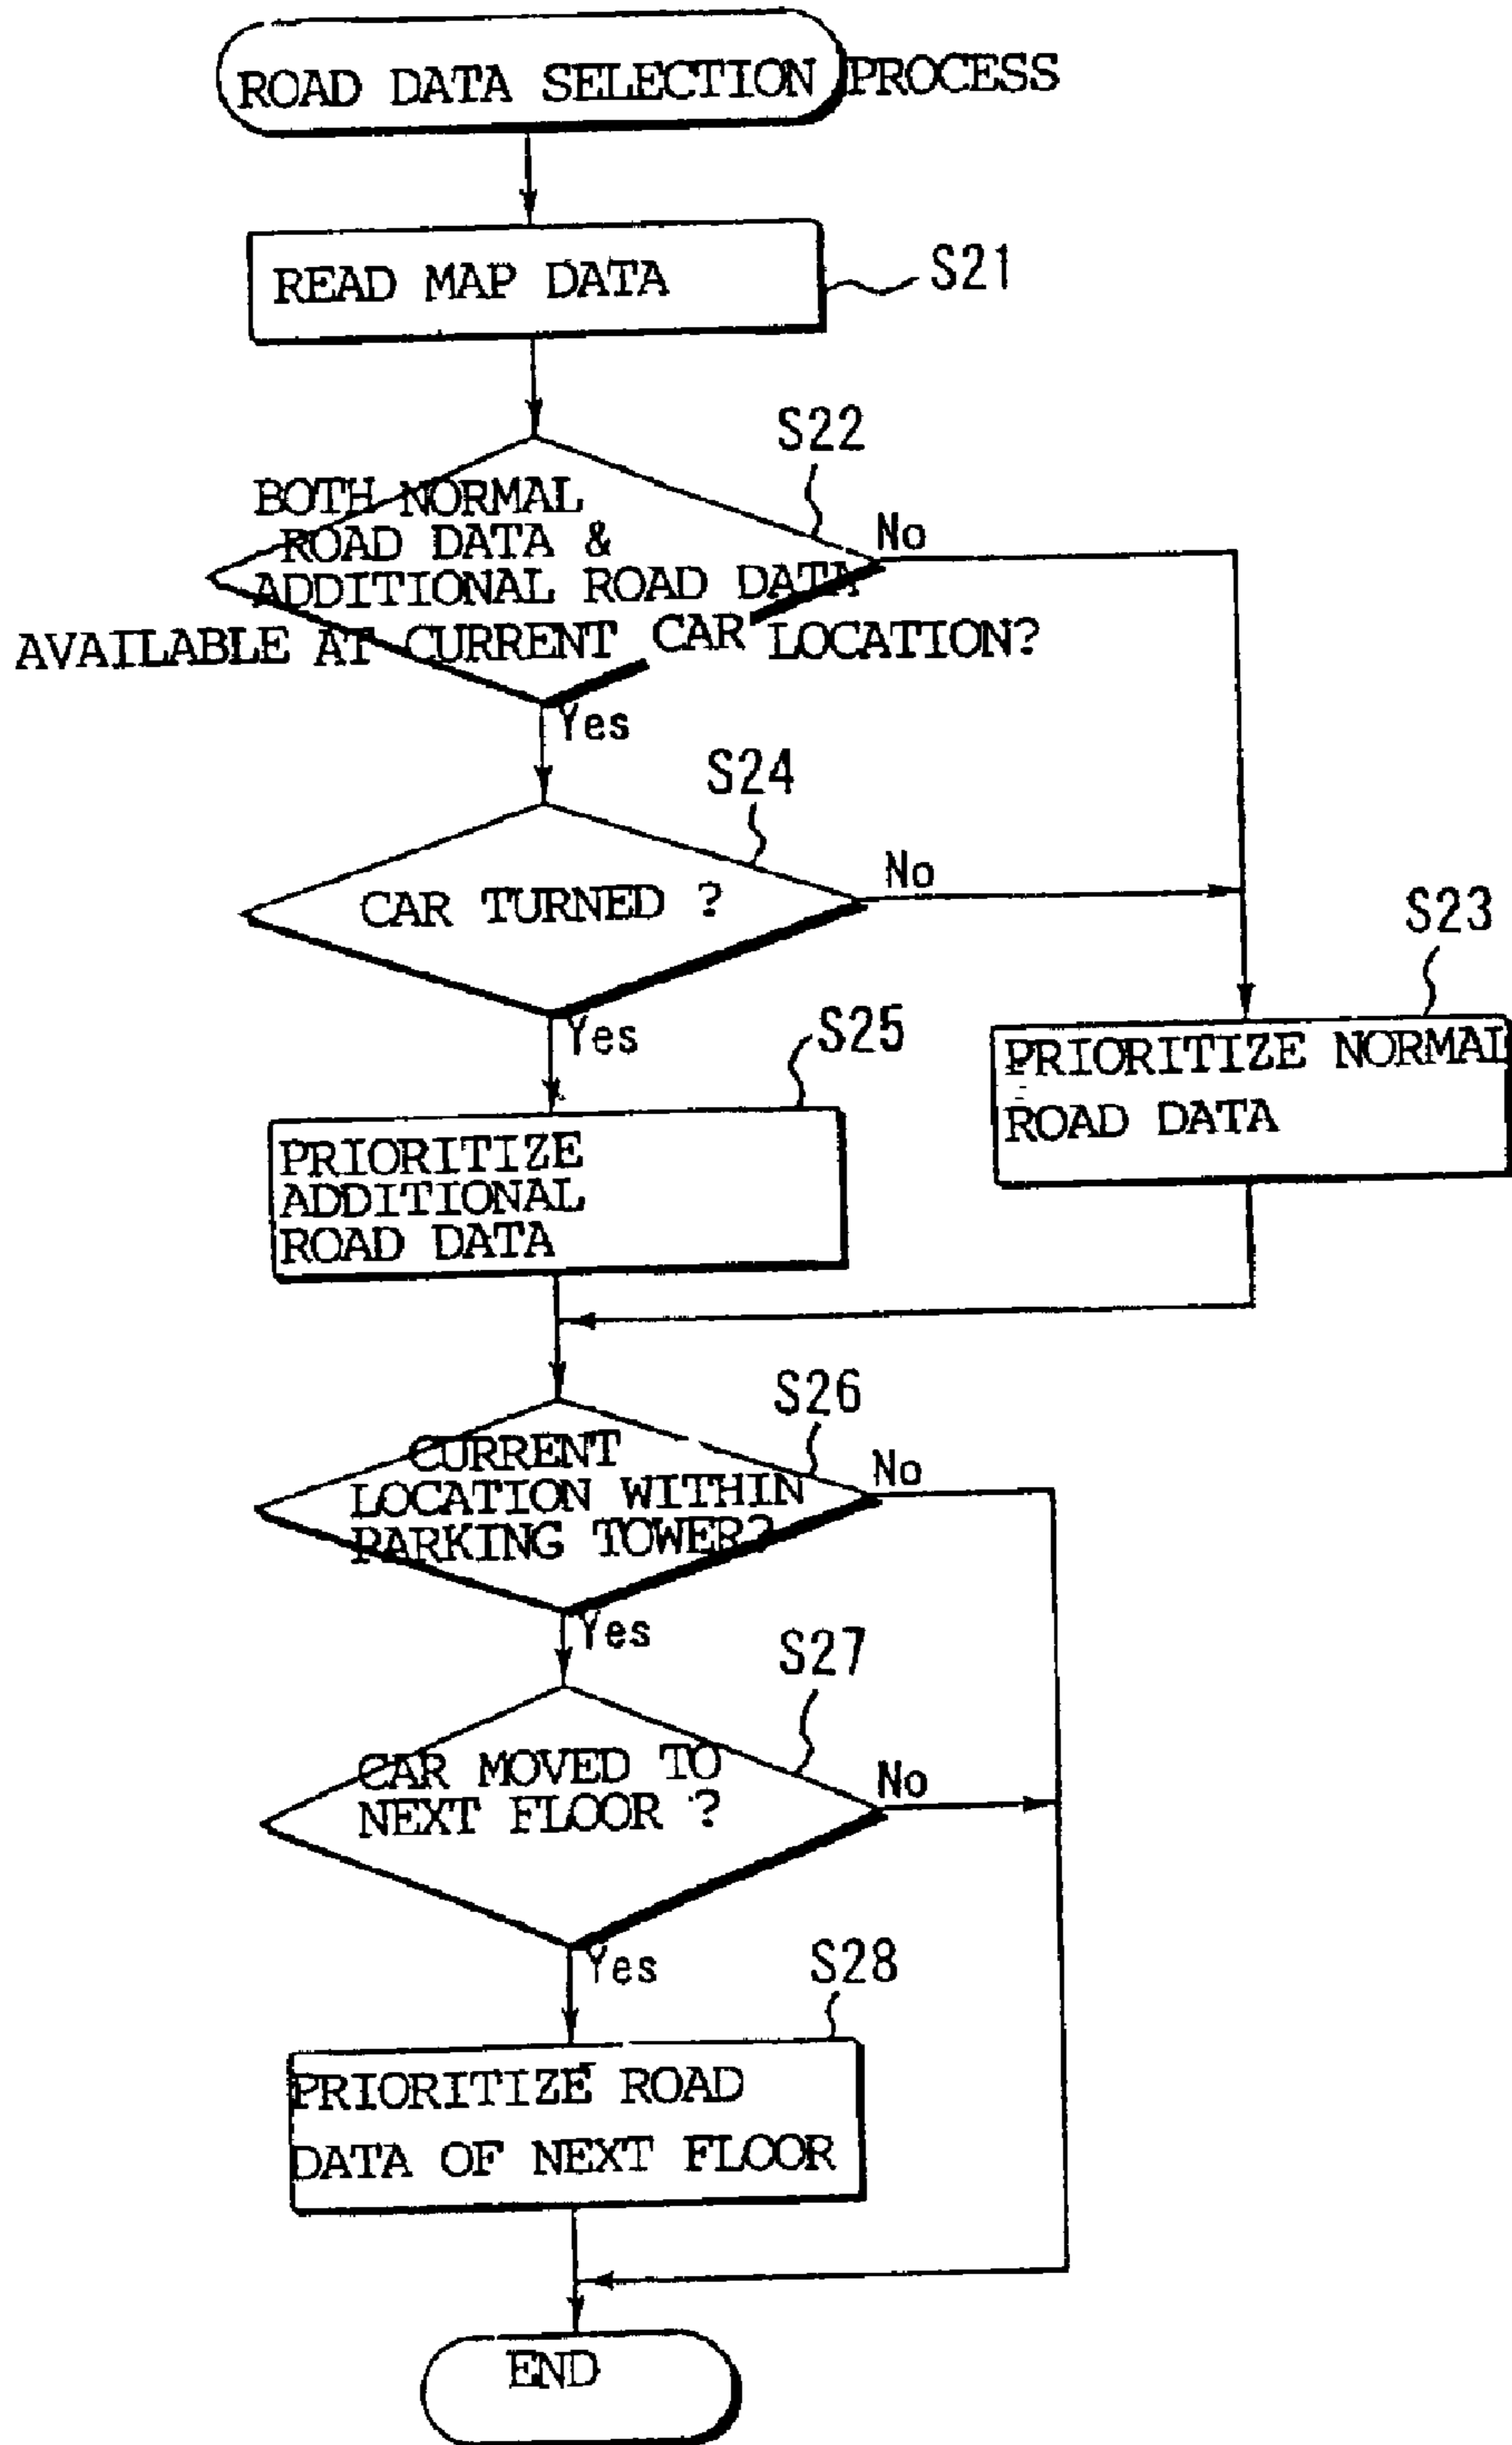 ROAD DATA SELECTION PROCESS
READ MAP DATA
S21
S22
BOTH NORMAL
ROAD DATA &
ADDITIONAL ROAD DATA
AVAILABLE AT CURRENT CAR LOCATION?
No
Yes
S24
CAR TURNED ?
No
Yes
S23
PRIORITIZE NORMAL
ROAD DATA
S25
PRIORITIZE
ADDITIONAL
ROAD DATA
S26
CURRENT
LOCATION WITHIN
PARKING TOWER?
No
Yes
S27
CAR MOVED TO
NEXT FLOOR ?
No
Yes
S28
PRIORITIZE ROAD
DATA OF NEXT FLOOR
END